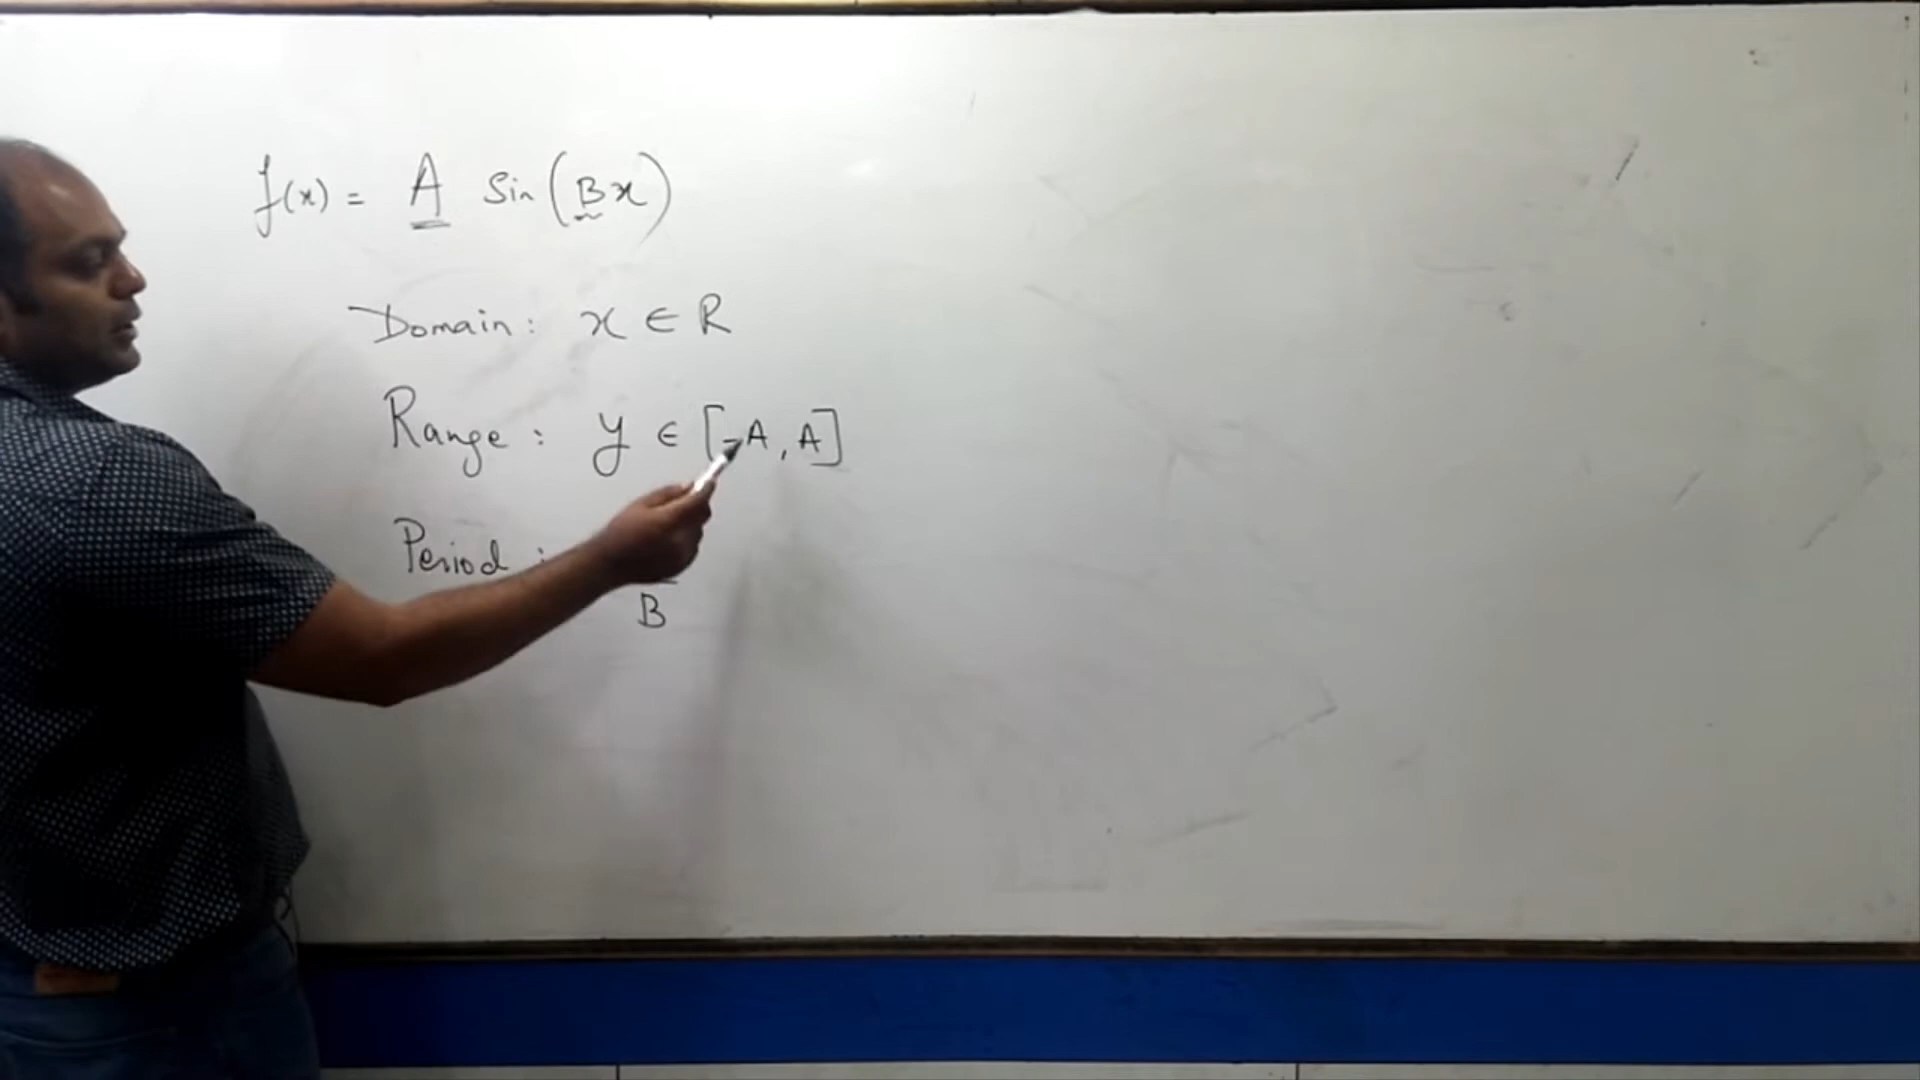 f(x) = A Sin(Bx)
Domain : x ∈ R
Range : y ∈ [-A, A]
Period :
B